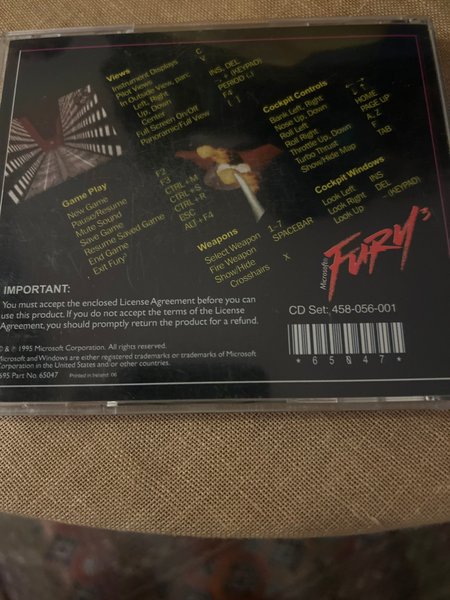 Views
Instrument Displays C
Pilot Views V
In Outside View, pan:
Left, Right INS, DEL
Up, Down - + (KEYPAD)
Center PERIOD (.)
Full Screen On/Off F4
Panoramic/Full View [ ]
Game Play
New Game F2
Pause/Resume F3
Mute Sound CTRL+M
Save Game CTRL+S
Resume Saved Game CTRL+R
End Game ESC
Exit Fury³ ALT+F4
Cockpit Controls
Bank Left, Right
Nose Up, Down
Roll Left HOME
Roll Right PAGE UP
Throttle Up, Down A, Z
Turbo Thrust F
Show/Hide Map TAB
Weapons
Select Weapon 1-7
Fire Weapon SPACEBAR
Show/Hide
Crosshairs X
Cockpit Windows
Look Left INS
Look Right DEL
Look Up - (KEYPAD)
Microsoft
FURY³
CD Set: 458-056-001
*65047*
IMPORTANT:
You must accept the enclosed License Agreement before you can
use this product. If you do not accept the terms of the License
Agreement, you should promptly return the product for a refund.
© & ℗ 1995 Microsoft Corporation. All rights reserved.
Microsoft and Windows are either registered trademarks or trademarks of Microsoft
Corporation in the United States and/or other countries.
0695 Part No. 65047 Printed in Ireland: 06